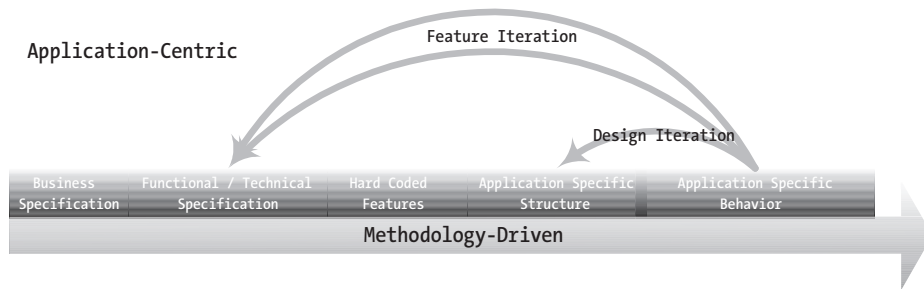 Feature Iteration
Application-Centric
Design Iteration
Business
Specification
Functional / Technical
Specification
Hard Coded
Features
Application Specific
Structure
Application Specific
Behavior
Methodology-Driven